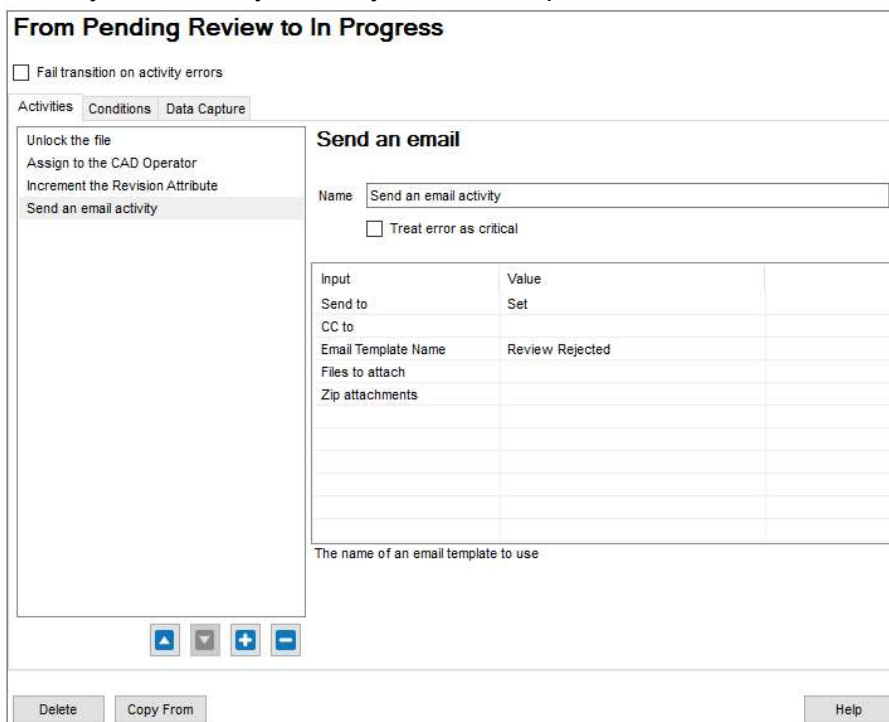 From Pending Review to In Progress
Fail transition on activity errors
Activities Conditions Data Capture
Unlock the file
Assign to the CAD Operator
Increment the Revision Attribute
Send an email activity
Send an email
Name Send an email activity
Treat error as critical
Input Value
Send to Set
CC to
Email Template Name Review Rejected
Files to attach
Zip attachments
The name of an email template to use
Delete Copy From Help